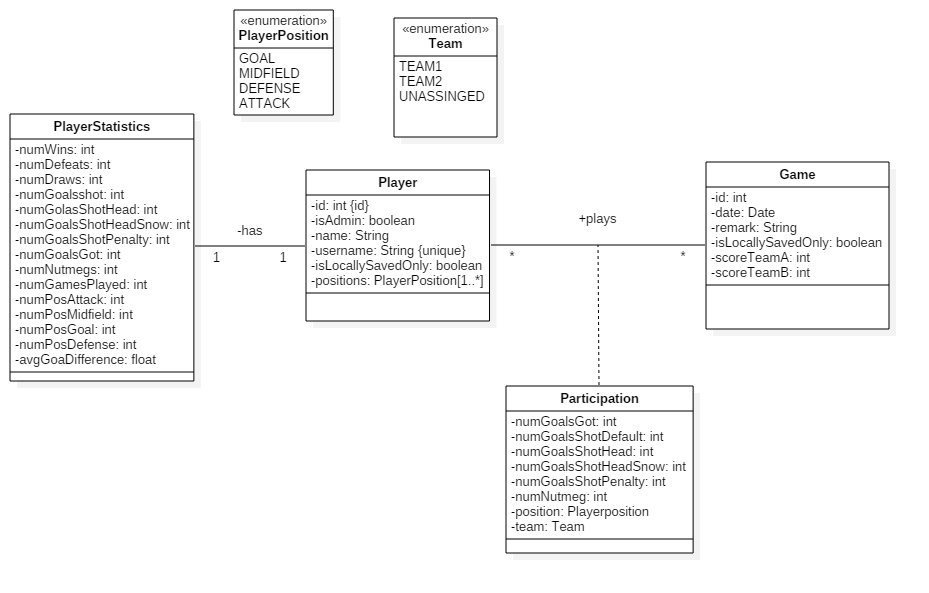 «enumeration»
PlayerPosition
GOAL
MIDFIELD
DEFENSE
ATTACK
«enumeration»
Team
TEAM1
TEAM2
UNASSINGED
PlayerStatistics
-numWins: int
-numDefeats: int
-numDraws: int
-numGoalsshot: int
-numGolasShotHead: int
-numGoalsShotHeadSnow: int
-numGoalsShotPenalty: int
-numGoalsGot: int
-numNutmegs: int
-numGamesPlayed: int
-numPosAttack: int
-numPosMidfield: int
-numPosGoal: int
-numPosDefense: int
-avgGoaDifference: float
-has
1
1
Player
-id: int {id}
-isAdmin: boolean
-name: String
-username: String {unique}
-isLocallySavedOnly: boolean
-positions: PlayerPosition[1..*]
+plays
*
*
Game
-id: int
-date: Date
-remark: String
-isLocallySavedOnly: boolean
-scoreTeamA: int
-scoreTeamB: int
Participation
-numGoalsGot: int
-numGoalsShotDefault: int
-numGoalsShotHead: int
-numGoalsShotHeadSnow: int
-numGoalsShotPenalty: int
-numNutmeg: int
-position: Playerposition
-team: Team